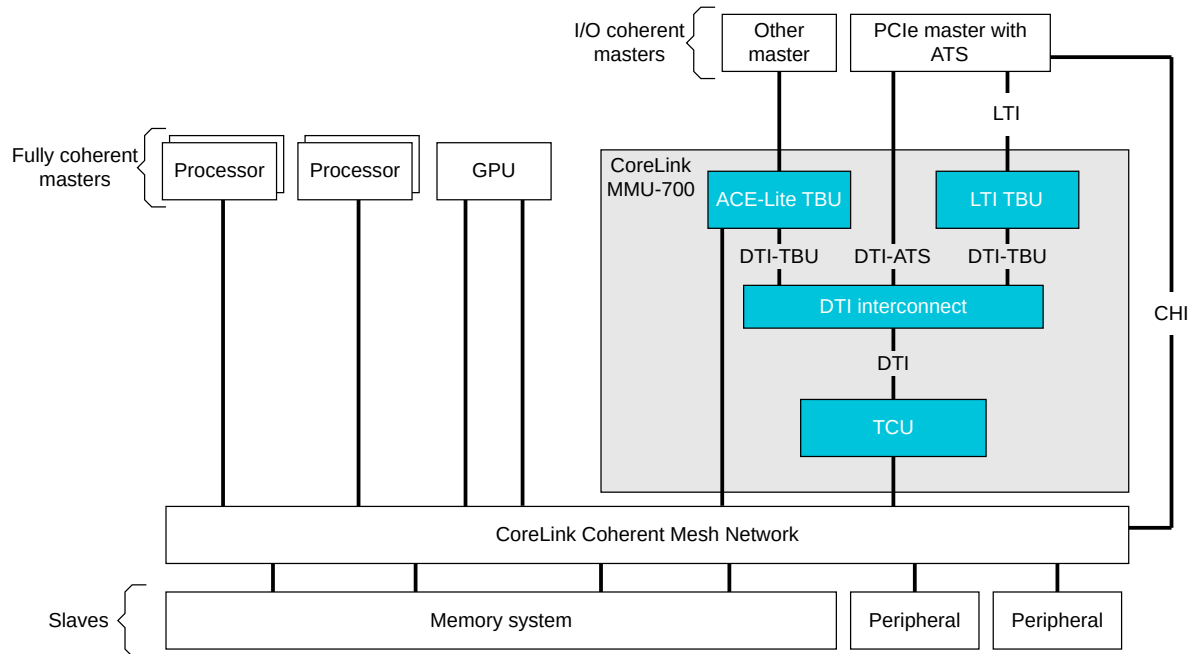 I/O coherent
masters
Other
master
PCIe master with
ATS
LTI
Fully coherent
masters
Processor
Processor
GPU
CoreLink
MMU-700
ACE-Lite TBU
LTI TBU
DTI-TBU
DTI-ATS
DTI-TBU
DTI interconnect
CHI
DTI
TCU
CoreLink Coherent Mesh Network
Slaves
Memory system
Peripheral
Peripheral